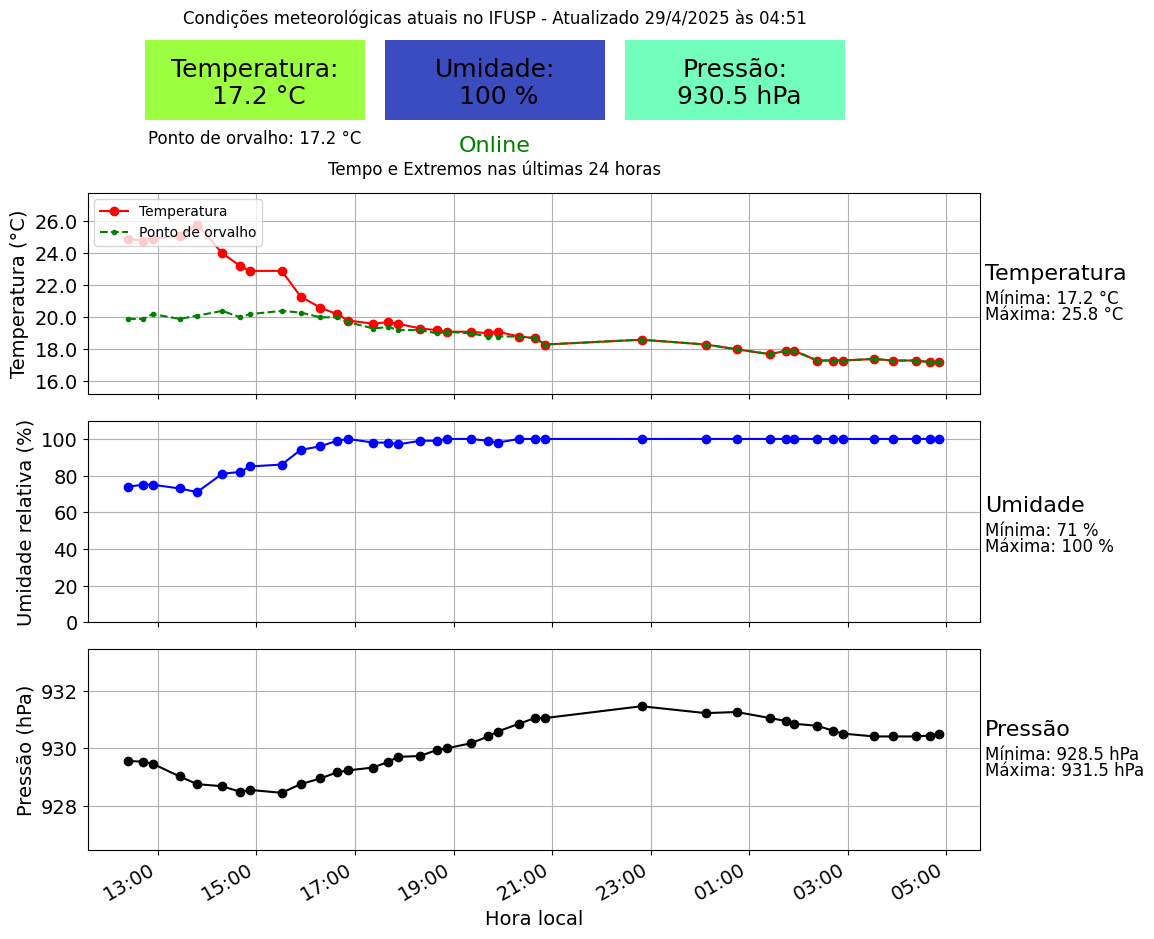 Condições meteorológicas atuais no IFUSP - Atualizado 29/4/2025 às 04:51
Temperatura:
17.2 °C
Umidade:
100 %
Pressão:
930.5 hPa
Ponto de orvalho: 17.2 °C
Online
Tempo e Extremos nas últimas 24 horas
Temperatura (°C)
26.0
24.0
22.0
20.0
18.0
16.0
Temperatura
Ponto de orvalho
Temperatura
Mínima: 17.2 °C
Máxima: 25.8 °C
Umidade relativa (%)
100
80
60
40
20
0
Umidade
Mínima: 71 %
Máxima: 100 %
Pressão (hPa)
932
930
928
Pressão
Mínima: 928.5 hPa
Máxima: 931.5 hPa
13:00
15:00
17:00
19:00
21:00
23:00
01:00
03:00
05:00
Hora local